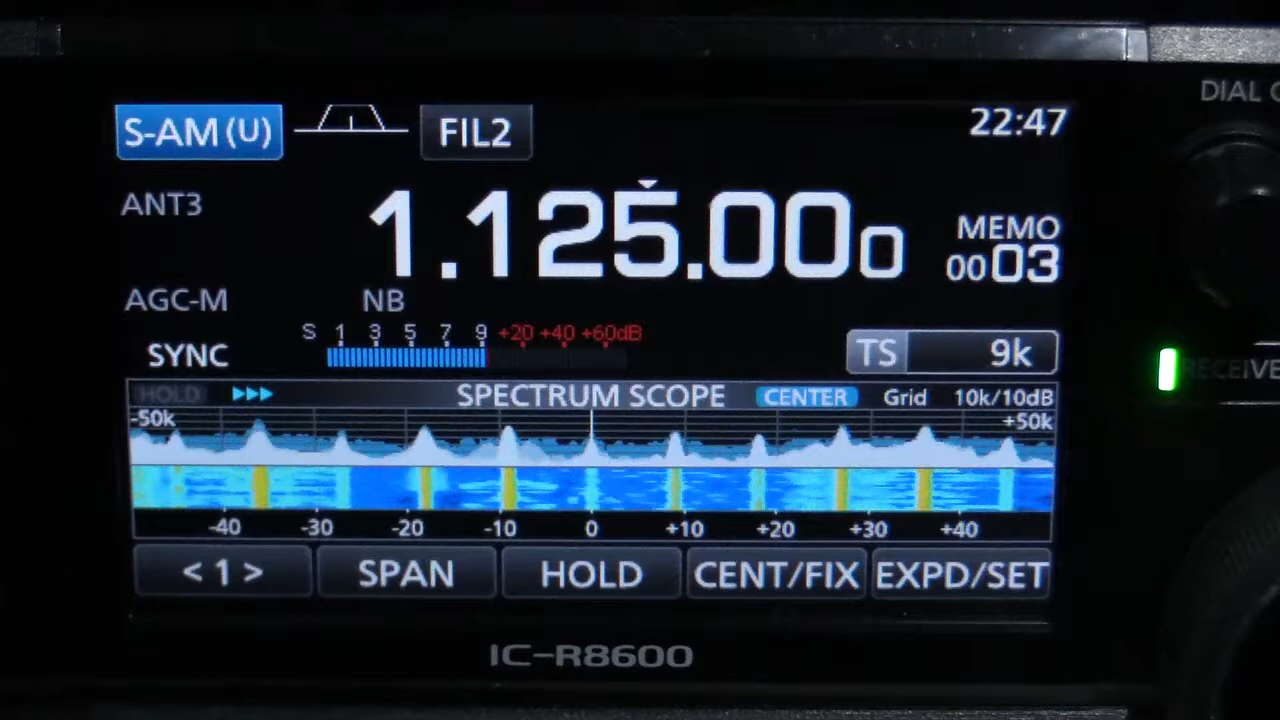 DIAL
S-AM (U) FIL2 22:47
ANT3 1.125.000 MEMO
0003
AGC-M NB
S 1 3 5 7 9 +20 +40 +60dB
SYNC TS 9k
RECEIVE
HOLD SPECTRUM SCOPE CENTER Grid 10k/10dB
-50k +50k
-40 -30 -20 -10 0 +10 +20 +30 +40
< 1 > SPAN HOLD CENT/FIX EXPD/SET
IC-R8600